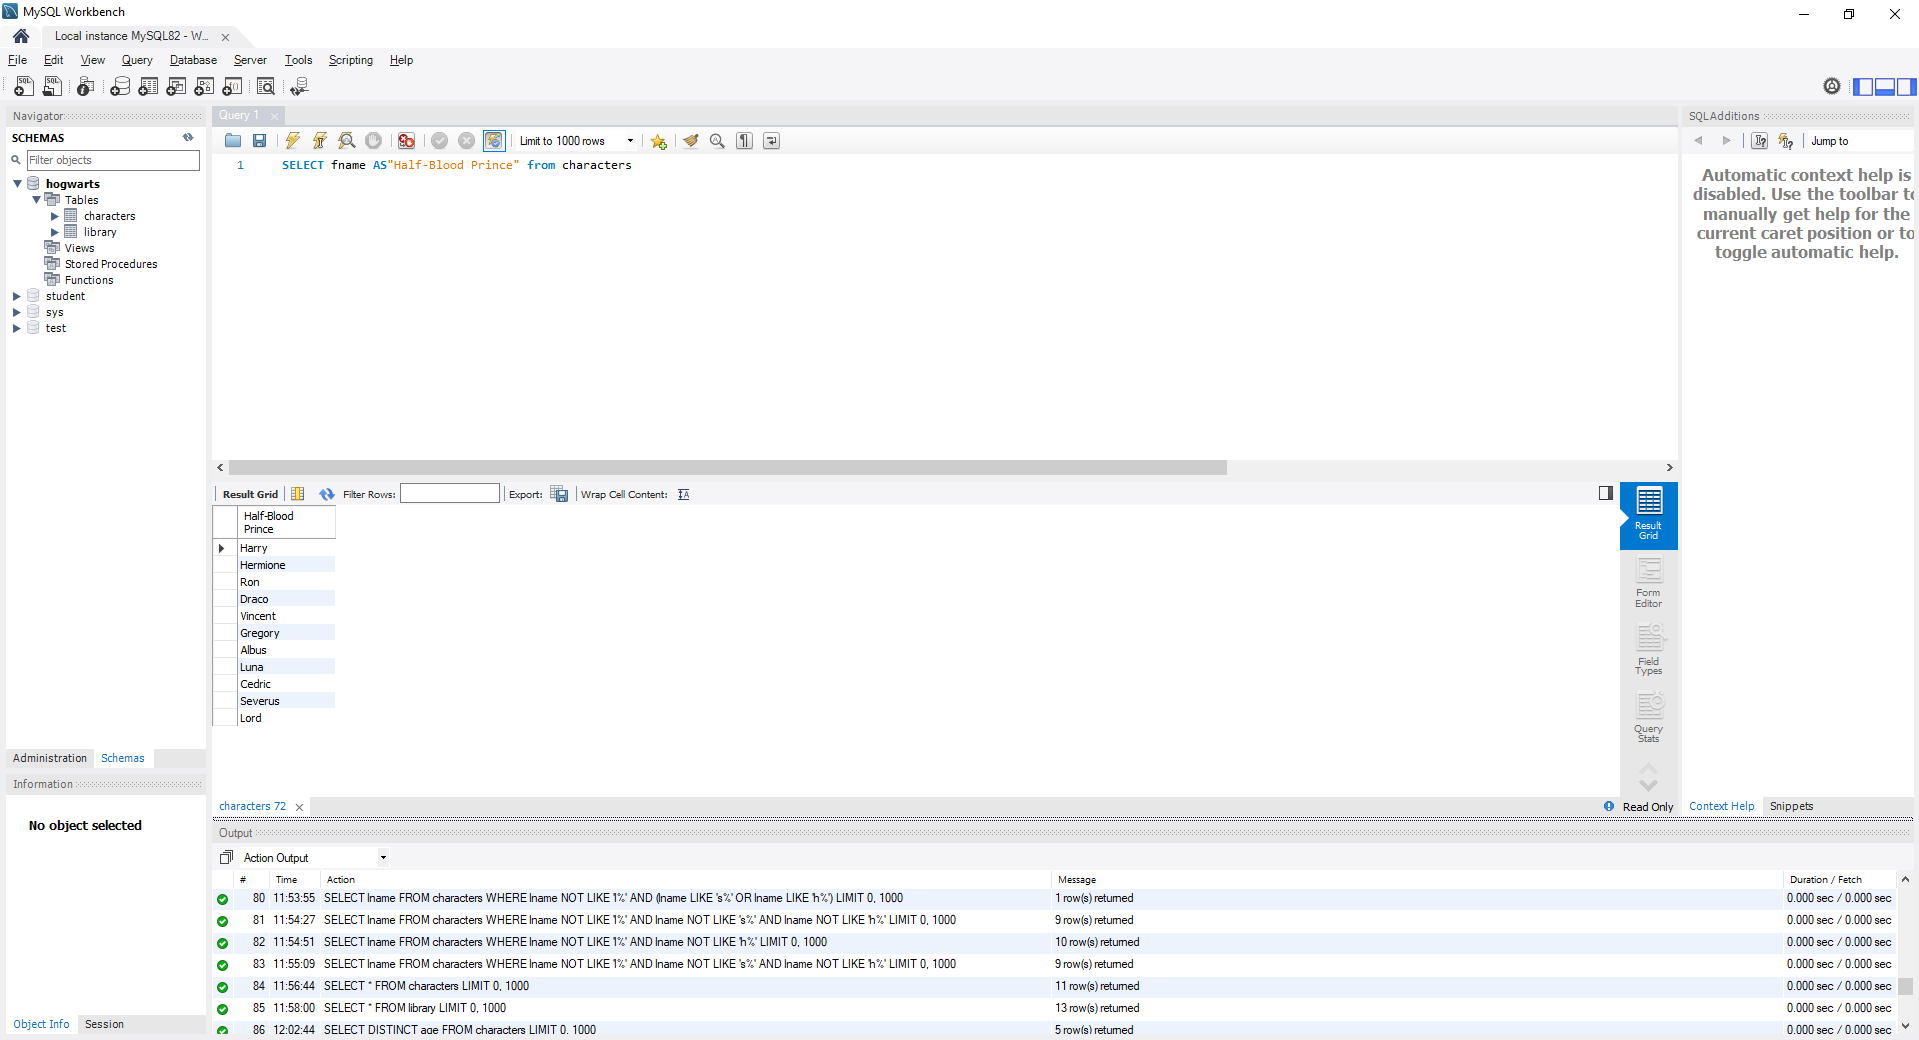 MySQL Workbench
Local instance MySQL82 - W...
File Edit View Query Database Server Tools Scripting Help
Navigator
SCHEMAS
Filter objects
hogwarts
Tables
characters
library
Views
Stored Procedures
Functions
student
sys
test
Administration Schemas
Information
No object selected
Object Info Session
Query 1
Limit to 1000 rows
1 SELECT fname AS"Half-Blood Prince" from characters
Result Grid Filter Rows: Export: Wrap Cell Content:
Half-Blood
Prince
Harry
Hermione
Ron
Draco
Vincent
Gregory
Albus
Luna
Cedric
Severus
Lord
Result
Grid
Form
Editor
Field
Types
Query
Stats
characters 72
Read Only
SQLAdditions
Jump to
Automatic context help is
disabled. Use the toolbar to
manually get help for the
current caret position or to
toggle automatic help.
Context Help Snippets
Output
Action Output
# Time Action Message Duration / Fetch
80 11:53:55 SELECT lname FROM characters WHERE lname NOT LIKE 'l%' AND (lname LIKE 's%' OR lname LIKE 'h%') LIMIT 0, 1000 1 row(s) returned 0.000 sec / 0.000 sec
81 11:54:27 SELECT lname FROM characters WHERE lname NOT LIKE 'l%' AND lname NOT LIKE 's%' AND lname NOT LIKE 'h%' LIMIT 0, 1000 9 row(s) returned 0.000 sec / 0.000 sec
82 11:54:51 SELECT lname FROM characters WHERE lname NOT LIKE 'l%' AND lname NOT LIKE 'h%' LIMIT 0, 1000 10 row(s) returned 0.000 sec / 0.000 sec
83 11:55:09 SELECT lname FROM characters WHERE lname NOT LIKE 'l%' AND lname NOT LIKE 's%' AND lname NOT LIKE 'h%' LIMIT 0, 1000 9 row(s) returned 0.000 sec / 0.000 sec
84 11:56:44 SELECT * FROM characters LIMIT 0, 1000 11 row(s) returned 0.000 sec / 0.000 sec
85 11:58:00 SELECT * FROM library LIMIT 0, 1000 13 row(s) returned 0.000 sec / 0.000 sec
86 12:02:44 SELECT DISTINCT age FROM characters LIMIT 0, 1000 5 row(s) returned 0.000 sec / 0.000 sec